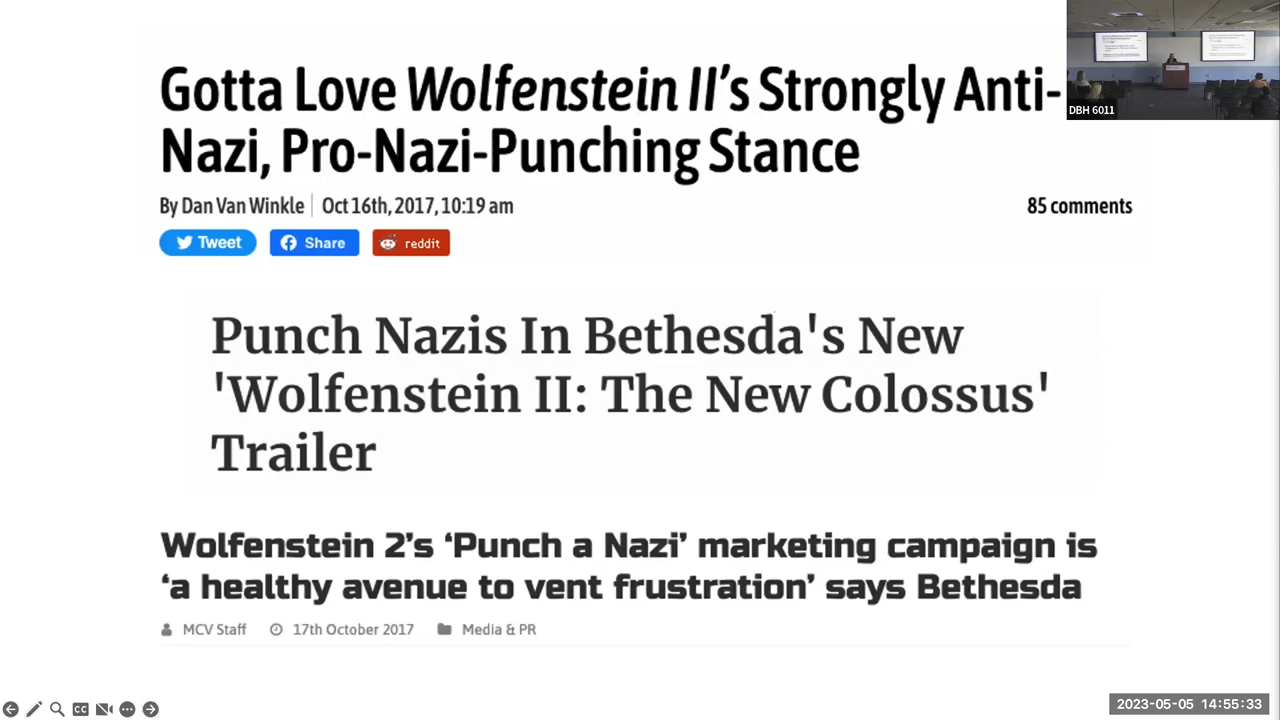 Gotta Love Wolfenstein II's Strongly Anti-
Nazi, Pro-Nazi-Punching Stance
By Dan Van Winkle | Oct 16th, 2017, 10:19 am
85 comments
Tweet
Share
reddit
Punch Nazis In Bethesda's New
'Wolfenstein II: The New Colossus'
Trailer
Wolfenstein 2's ‘Punch a Nazi’ marketing campaign is
‘a healthy avenue to vent frustration’ says Bethesda
MCV Staff
17th October 2017
Media & PR
DBH 6011
CC
2023-05-05 14:55:33